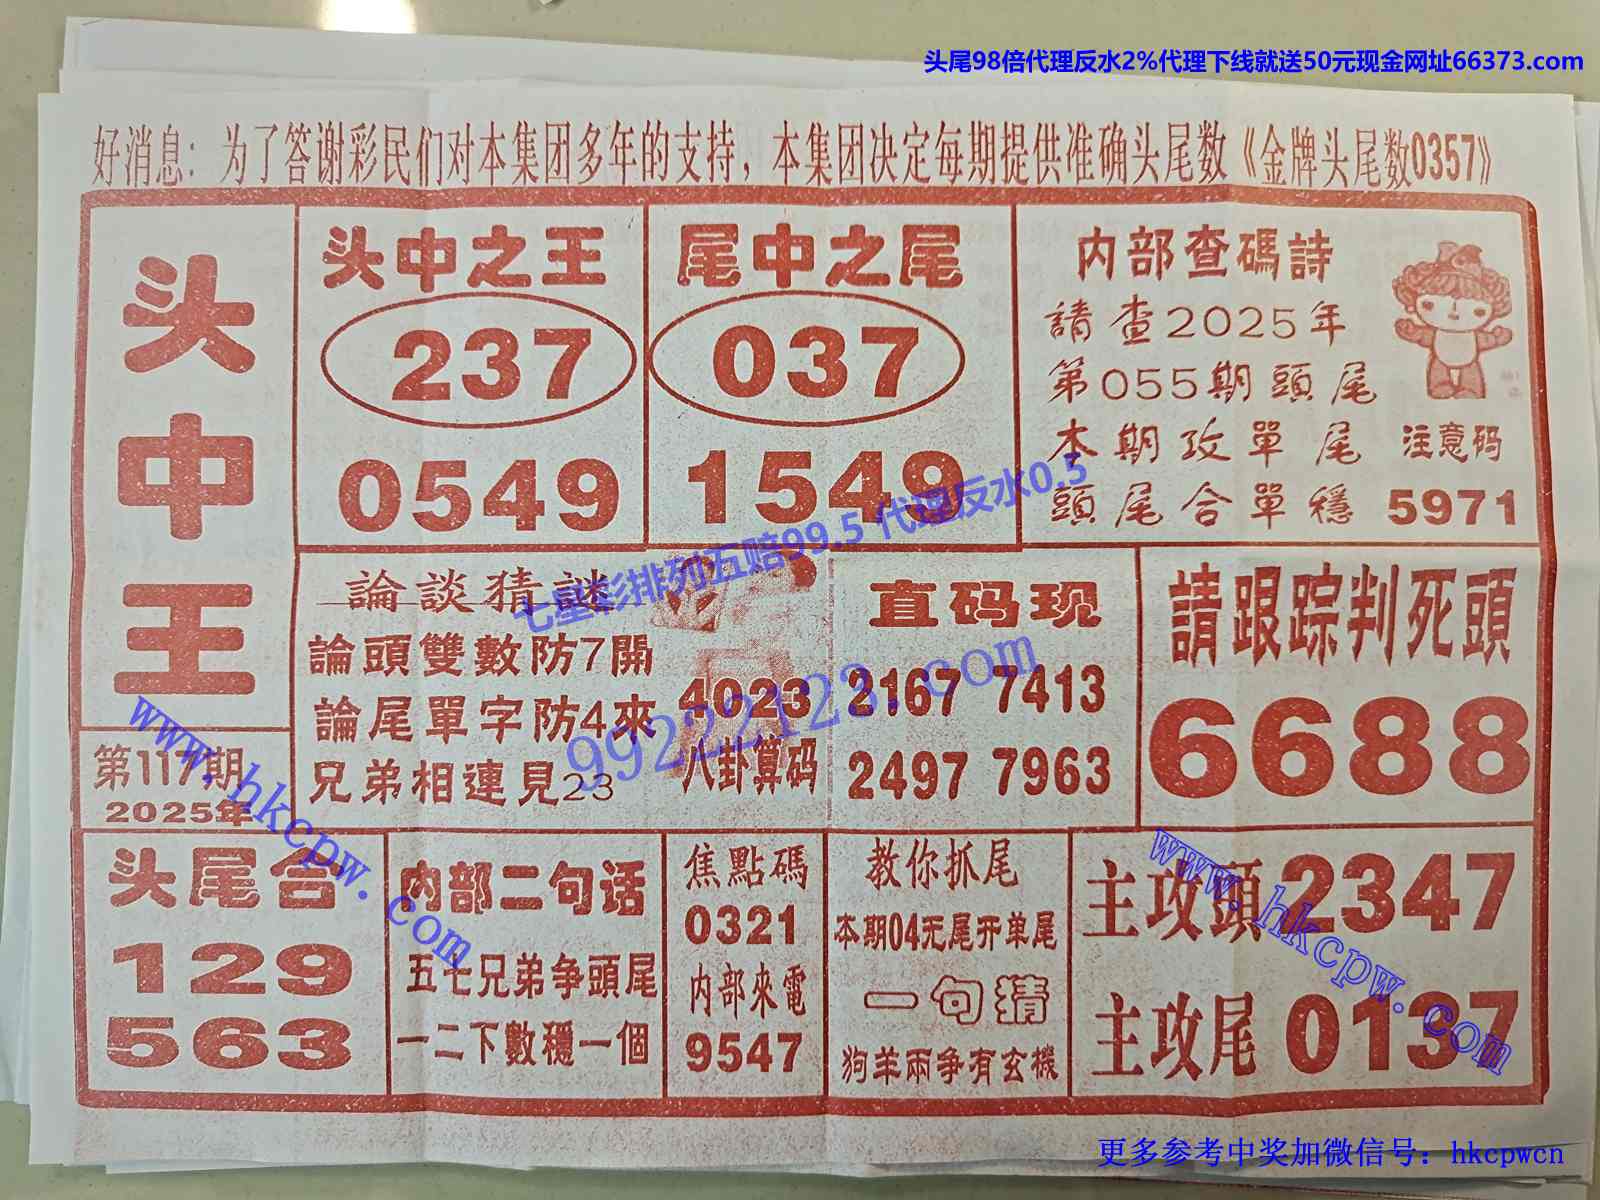 头尾98倍代理反水2%代理下线就送50元现金网址66373.com
好消息：为了答谢彩民们对本集团多年的支持，本集团决定每期提供准确头尾数《金牌头尾数0357》
头中王
第117期
2025年
头中之王
237
0549
尾中之尾
037
1549
内部查碼詩
請查2025年
第055期頭尾
本期攻單尾
頭尾合單穩
注意码
5971
七星彩排列五赔99.5 代理反水0.5
論談猜謎
論頭雙數防7開
論尾單字防4來
兄弟相連見23
4023
八卦算码
直码现
2167 7413
2497 7963
99222123.com
請跟踪判死頭
6688
www.hkcpw.com
头尾合
129
563
内部二句话
五七兄弟争頭尾
一二下數穩一個
焦點碼
0321
内部來電
9547
教你抓尾
本期04无尾开单尾
一句猜
狗羊兩争有玄機
主攻頭2347
主攻尾0137
www.hkcpw.com
更多参考中奖加微信号：hkcpwcn